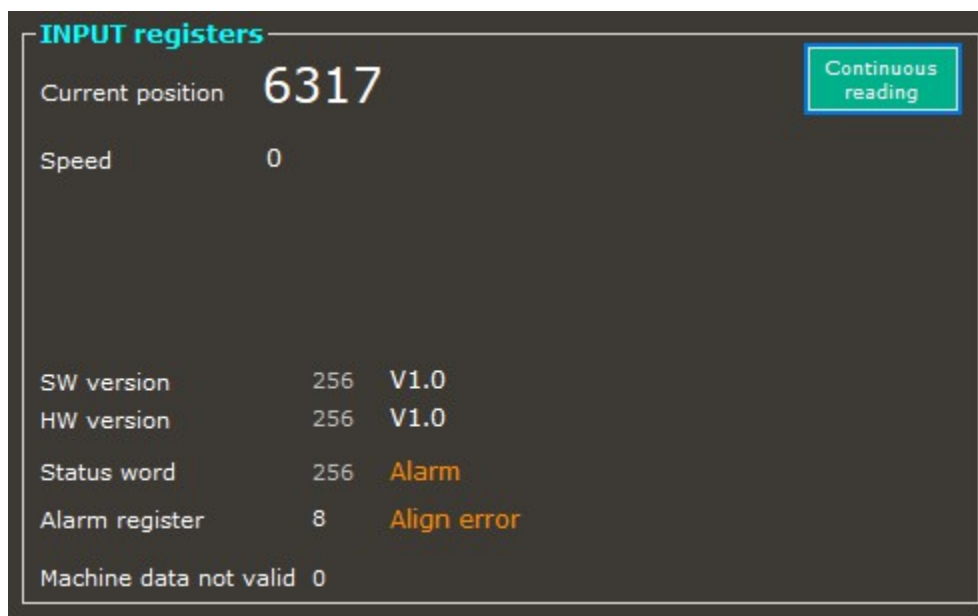 INPUT registers
Current position 6317
Continuous
reading
Speed 0
SW version 256 V1.0
HW version 256 V1.0
Status word 256 Alarm
Alarm register 8 Align error
Machine data not valid 0